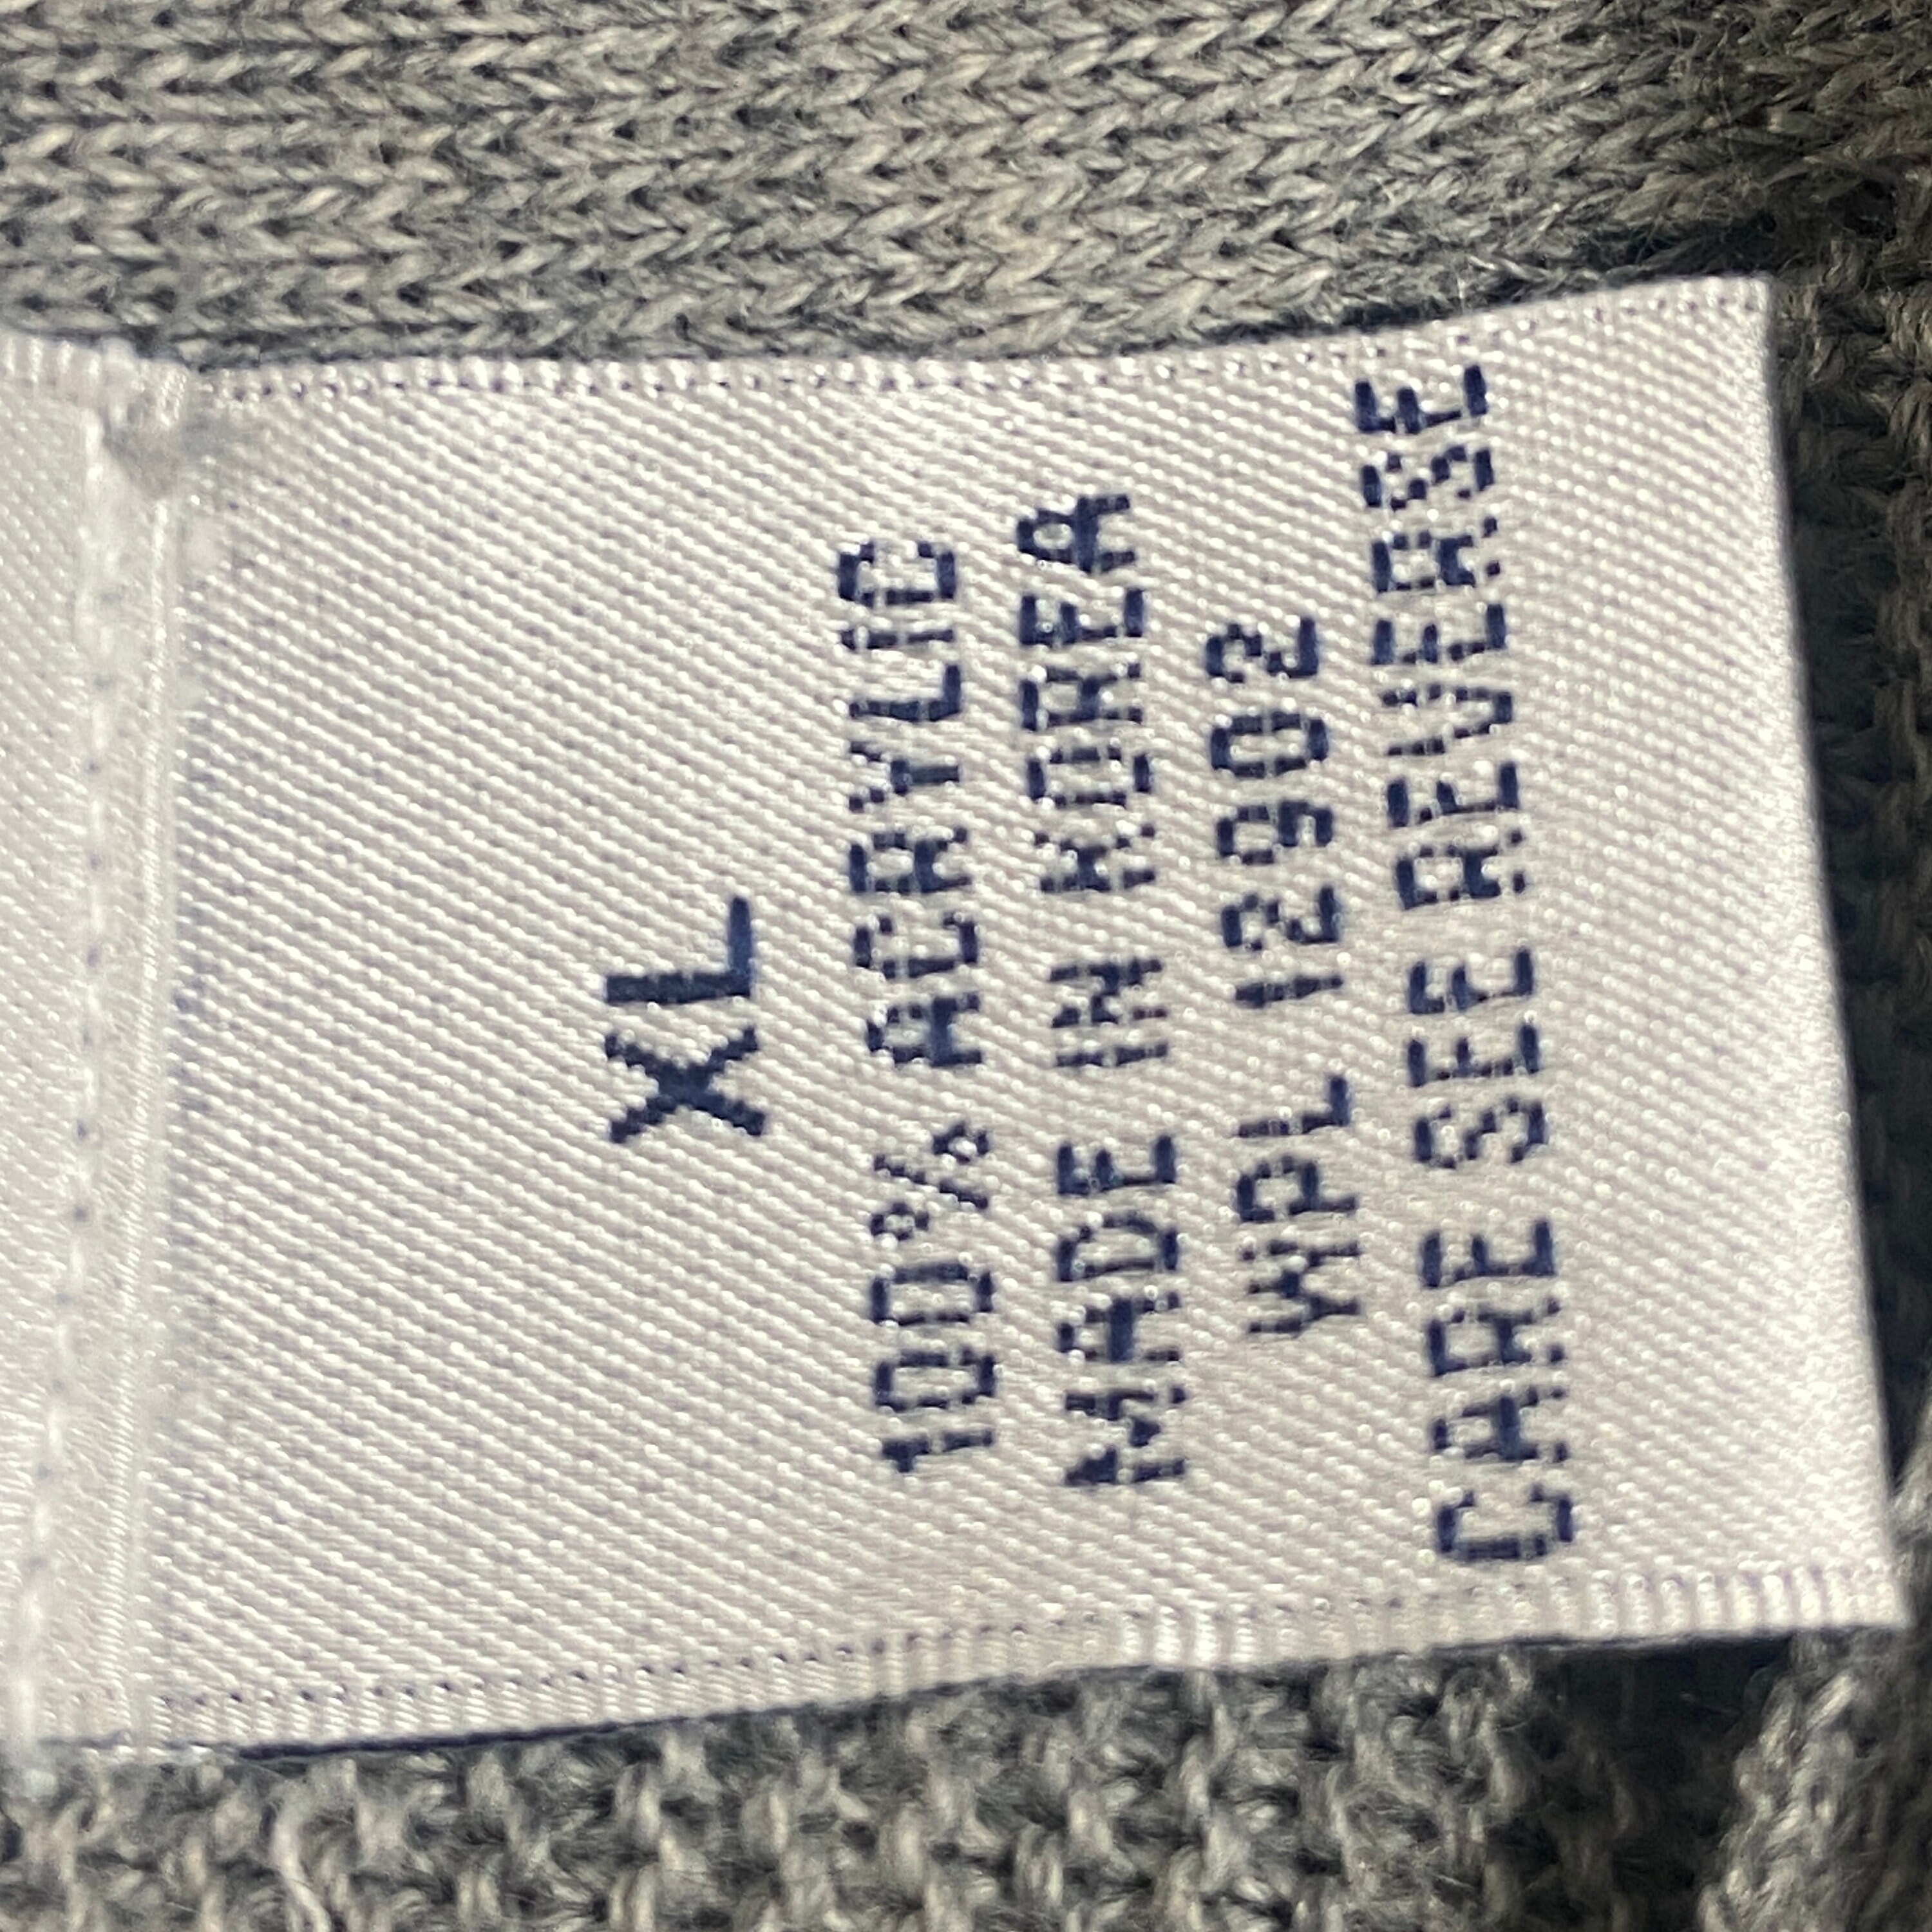 XL
100% ACRYLIC
MADE IN KOREA
WPL 12902
CARE SEE REVERSE